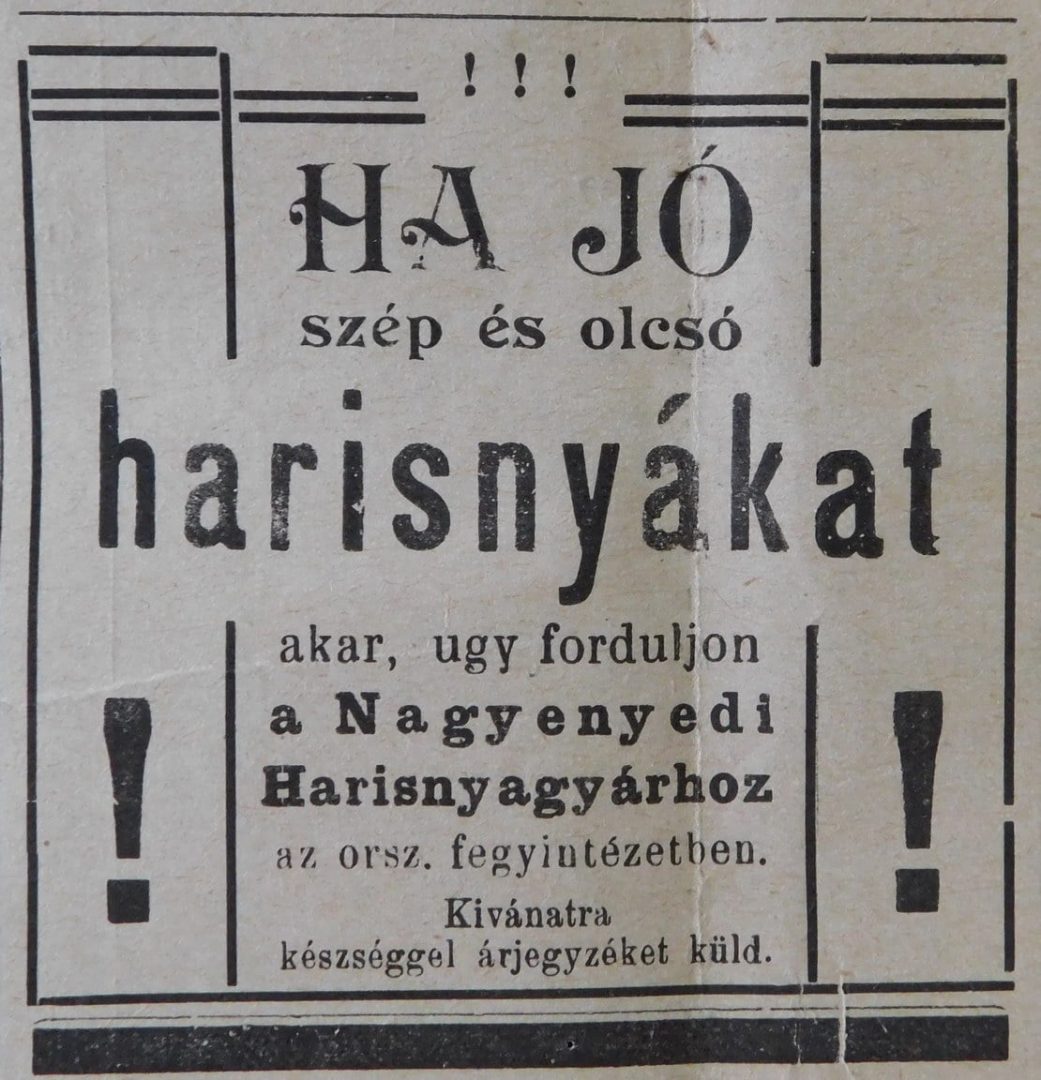 ! ! !
HA JÓ
szép és olcsó
harisnyákat
akar, ugy forduljon
a Nagyenyedi
Harisnyagyárhoz
! !
az orsz. fegyintézetben.
Kivánatra
készséggel árjegyzéket küld.